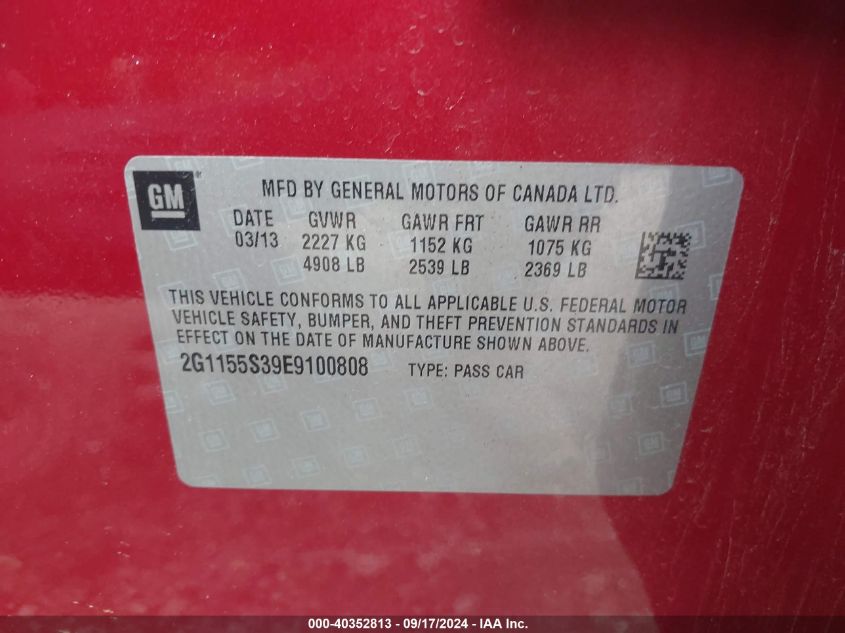 GM
MFD BY GENERAL MOTORS OF CANADA LTD.
DATE GVWR GAWR FRT GAWR RR
03/13 2227 KG 1152 KG 1075 KG
4908 LB 2539 LB 2369 LB
THIS VEHICLE CONFORMS TO ALL APPLICABLE U.S. FEDERAL MOTOR
VEHICLE SAFETY, BUMPER, AND THEFT PREVENTION STANDARDS IN
EFFECT ON THE DATE OF MANUFACTURE SHOWN ABOVE.
2G1155S39E9100808 TYPE: PASS CAR
000-40352813 - 09/17/2024 - IAA Inc.